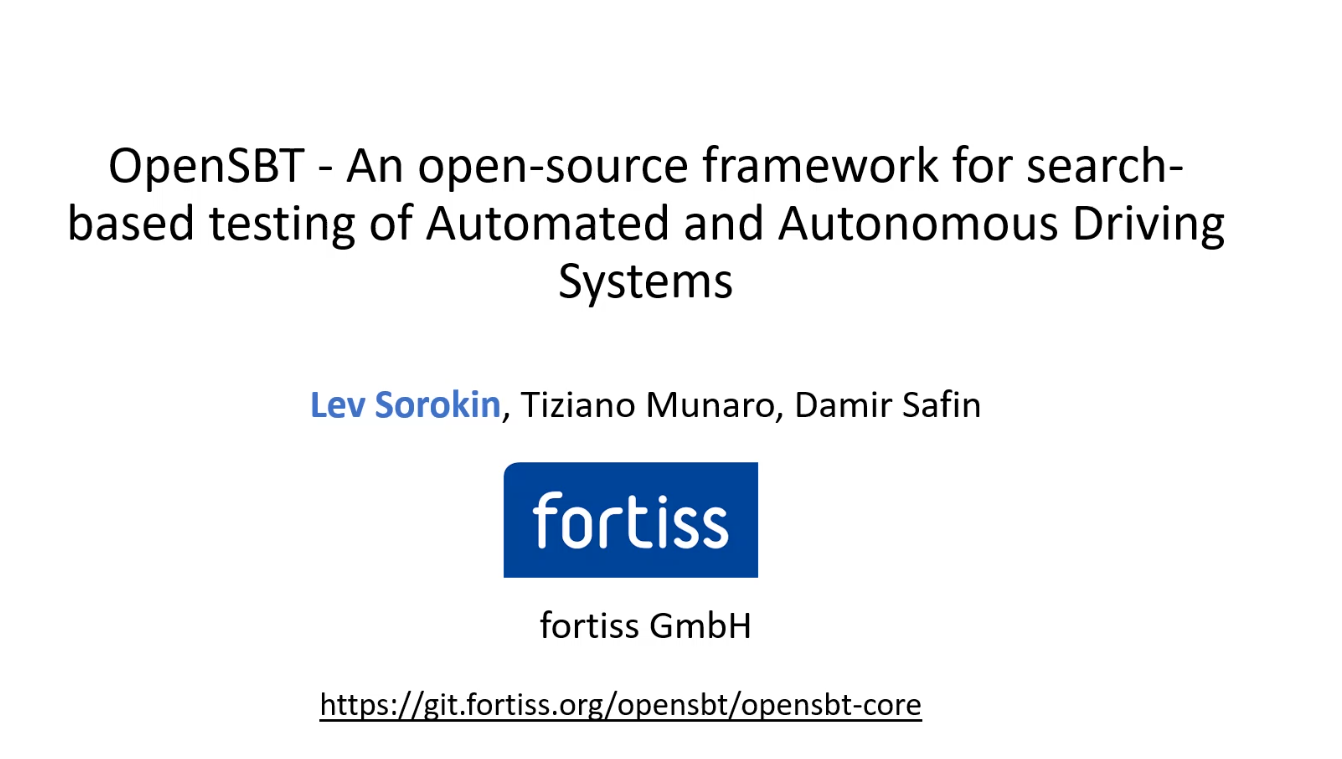 OpenSBT - An open-source framework for search-
based testing of Automated and Autonomous Driving
Systems
Lev Sorokin, Tiziano Munaro, Damir Safin
fortiss
fortiss GmbH
https://git.fortiss.org/opensbt/opensbt-core